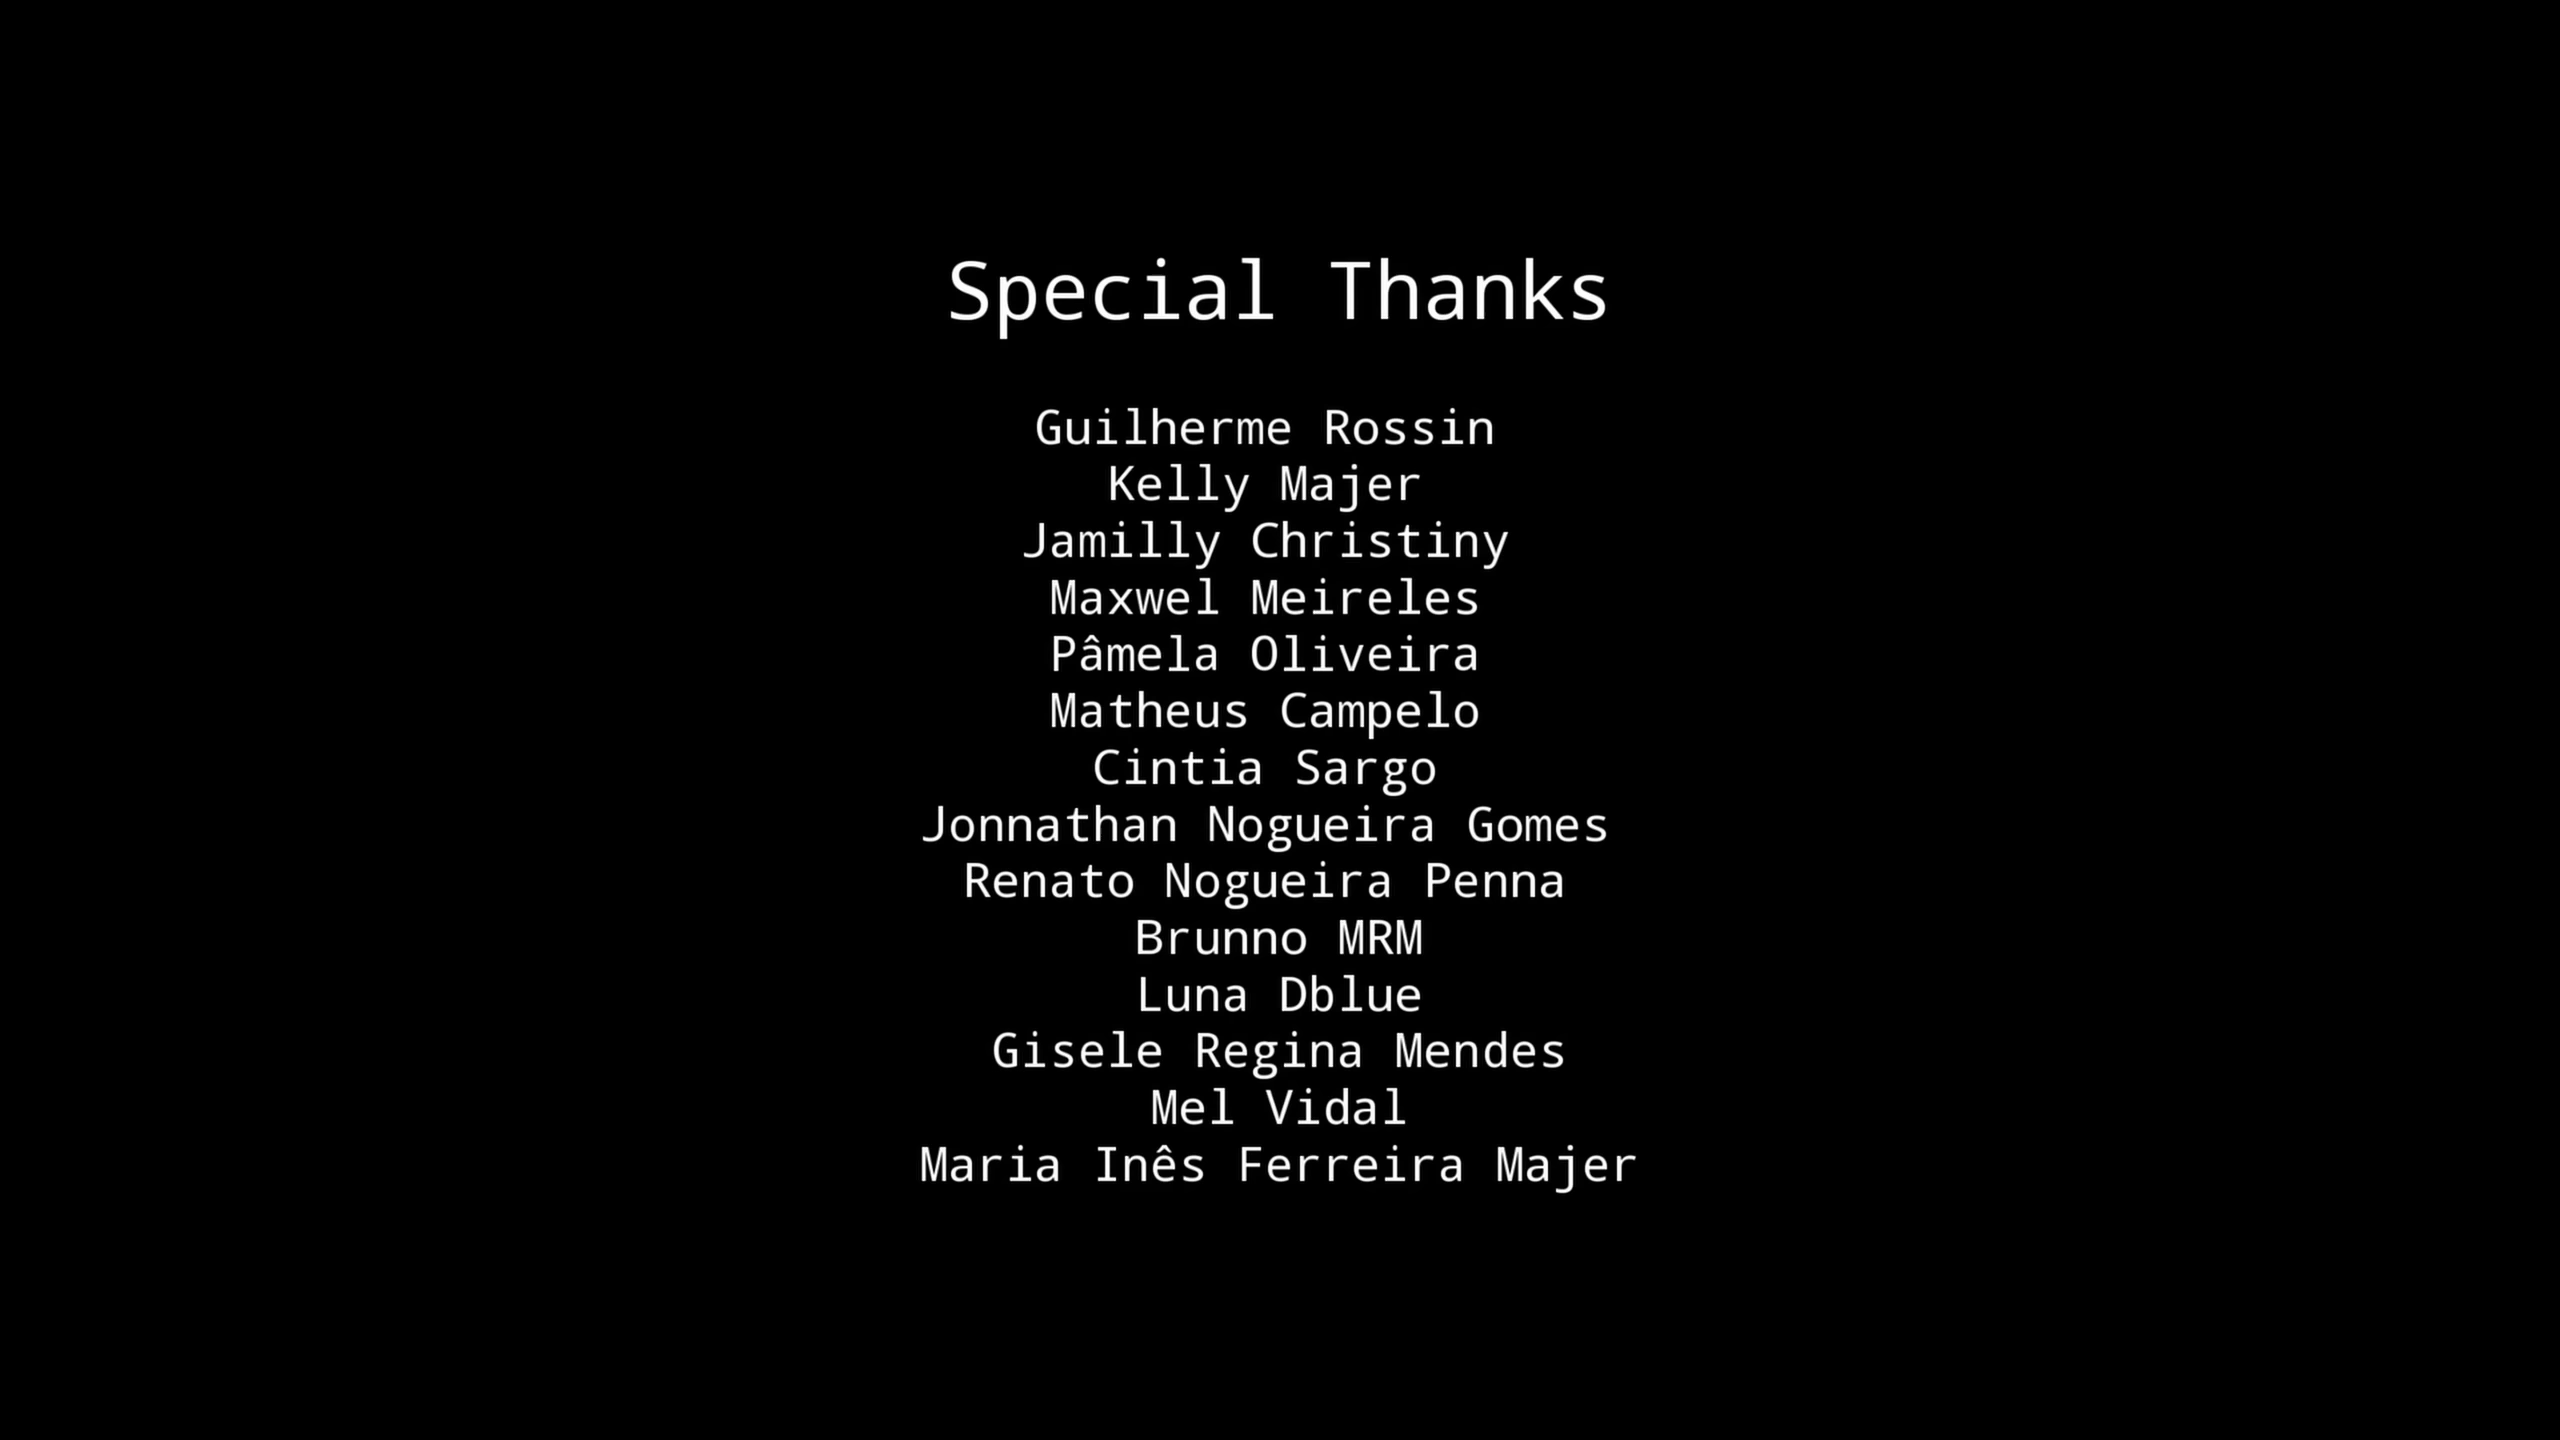 Special Thanks
Guilherme Rossin
Kelly Majer
Jamilly Christiny
Maxwel Meireles
Pâmela Oliveira
Matheus Campelo
Cintia Sargo
Jonnathan Nogueira Gomes
Renato Nogueira Penna
Brunno MRM
Luna Dblue
Gisele Regina Mendes
Mel Vidal
Maria Inês Ferreira Majer